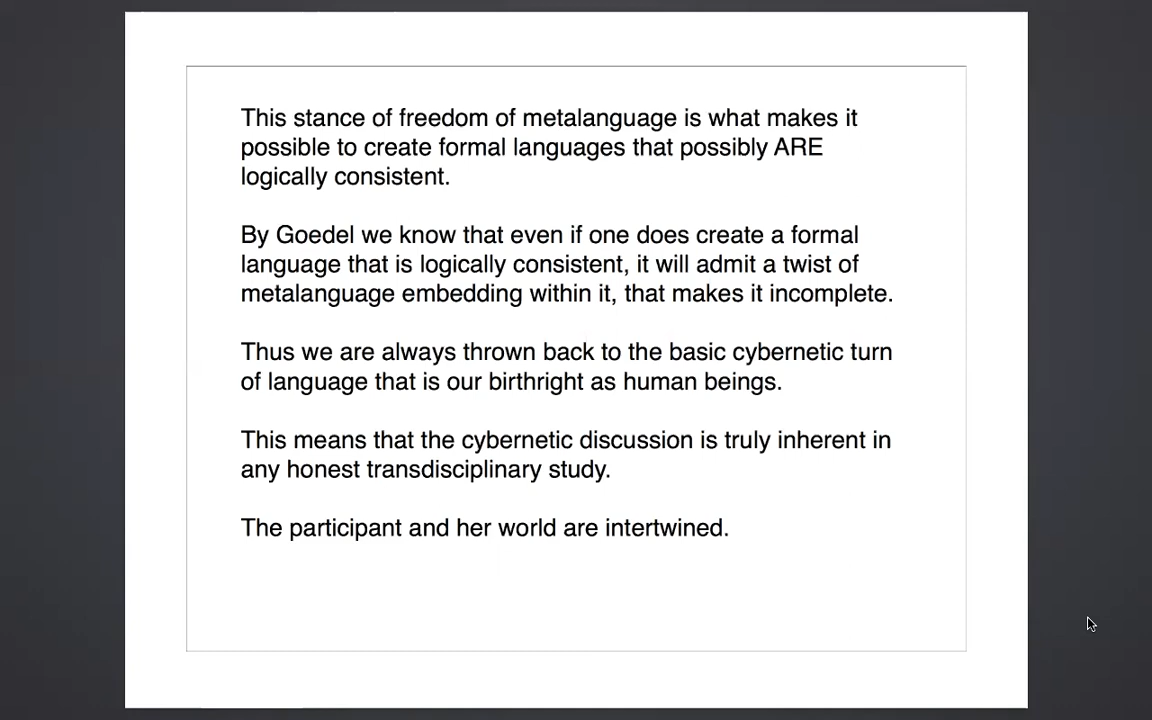 This stance of freedom of metalanguage is what makes it
possible to create formal languages that possibly ARE
logically consistent.
By Goedel we know that even if one does create a formal
language that is logically consistent, it will admit a twist of
metalanguage embedding within it, that makes it incomplete.
Thus we are always thrown back to the basic cybernetic turn
of language that is our birthright as human beings.
This means that the cybernetic discussion is truly inherent in
any honest transdisciplinary study.
The participant and her world are intertwined.